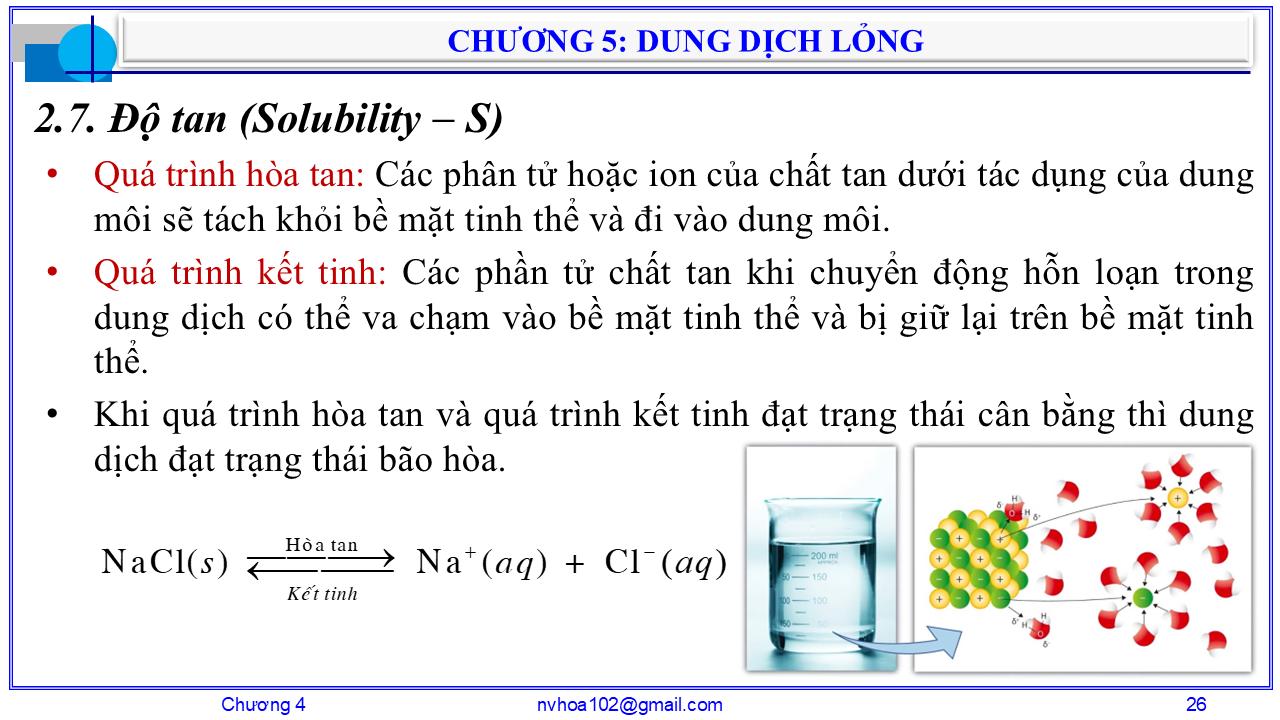 CHƯƠNG 5: DUNG DỊCH LỎNG
2.7. Độ tan (Solubility – S)
• Quá trình hòa tan: Các phân tử hoặc ion của chất tan dưới tác dụng của dung
môi sẽ tách khỏi bề mặt tinh thể và đi vào dung môi.
• Quá trình kết tinh: Các phần tử chất tan khi chuyển động hỗn loạn trong
dung dịch có thể va chạm vào bề mặt tinh thể và bị giữ lại trên bề mặt tinh
thể.
• Khi quá trình hòa tan và quá trình kết tinh đạt trạng thái cân bằng thì dung
dịch đạt trạng thái bão hòa.
Hòa tan
NaCl(s) ⇌ Na⁺(aq) + Cl⁻(aq)
Kết tinh
200 ml
50 150
100 100
150 50
δ⁻ H O H δ⁺
δ⁺ H H O δ⁻
Chương 4 nvhoa102@gmail.com 26